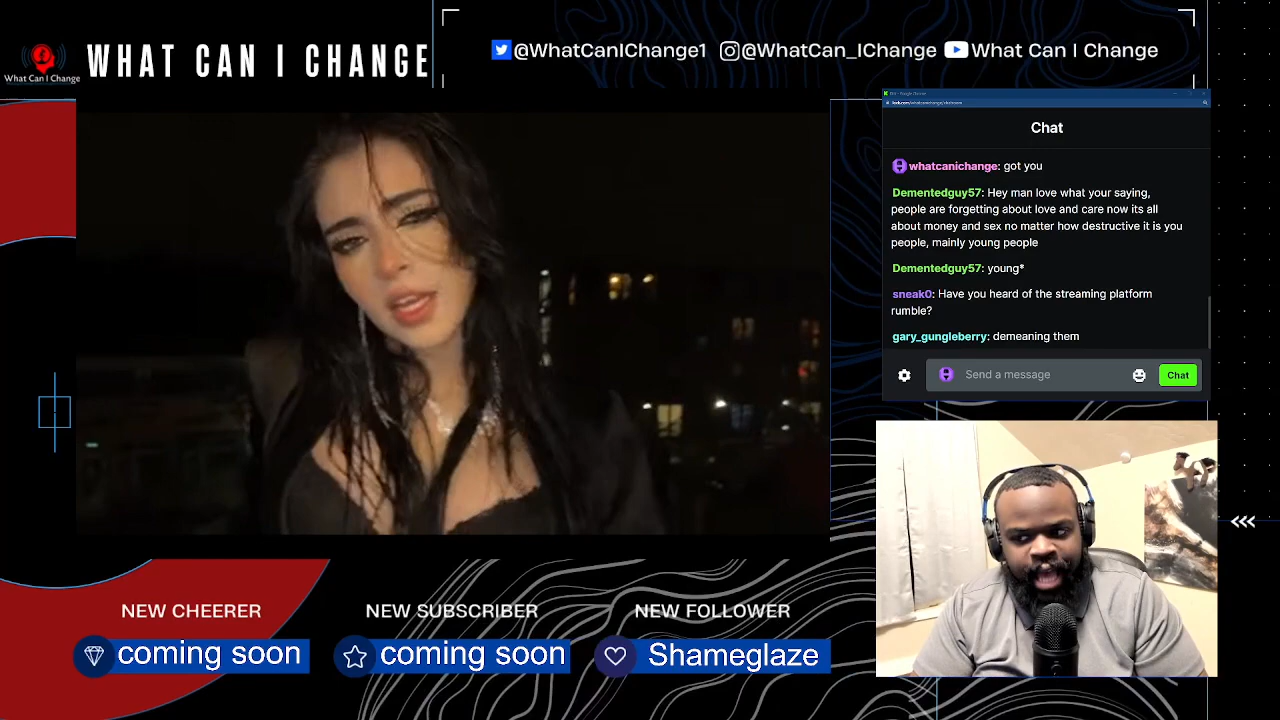 What Can I Change
WHAT CAN I CHANGE
@WhatCanIChange1
@WhatCan_IChange
What Can I Change
Chat
whatcanichange: got you
Dementedguy57: Hey man love what your saying,
people are forgetting about love and care now its all
about money and sex no matter how destructive it is you
people, mainly young people
Dementedguy57: young*
sneak0: Have you heard of the streaming platform
rumble?
gary_gungleberry: demeaning them
Send a message
Chat
NEW CHEERER
NEW SUBSCRIBER
NEW FOLLOWER
coming soon
coming soon
Shameglaze